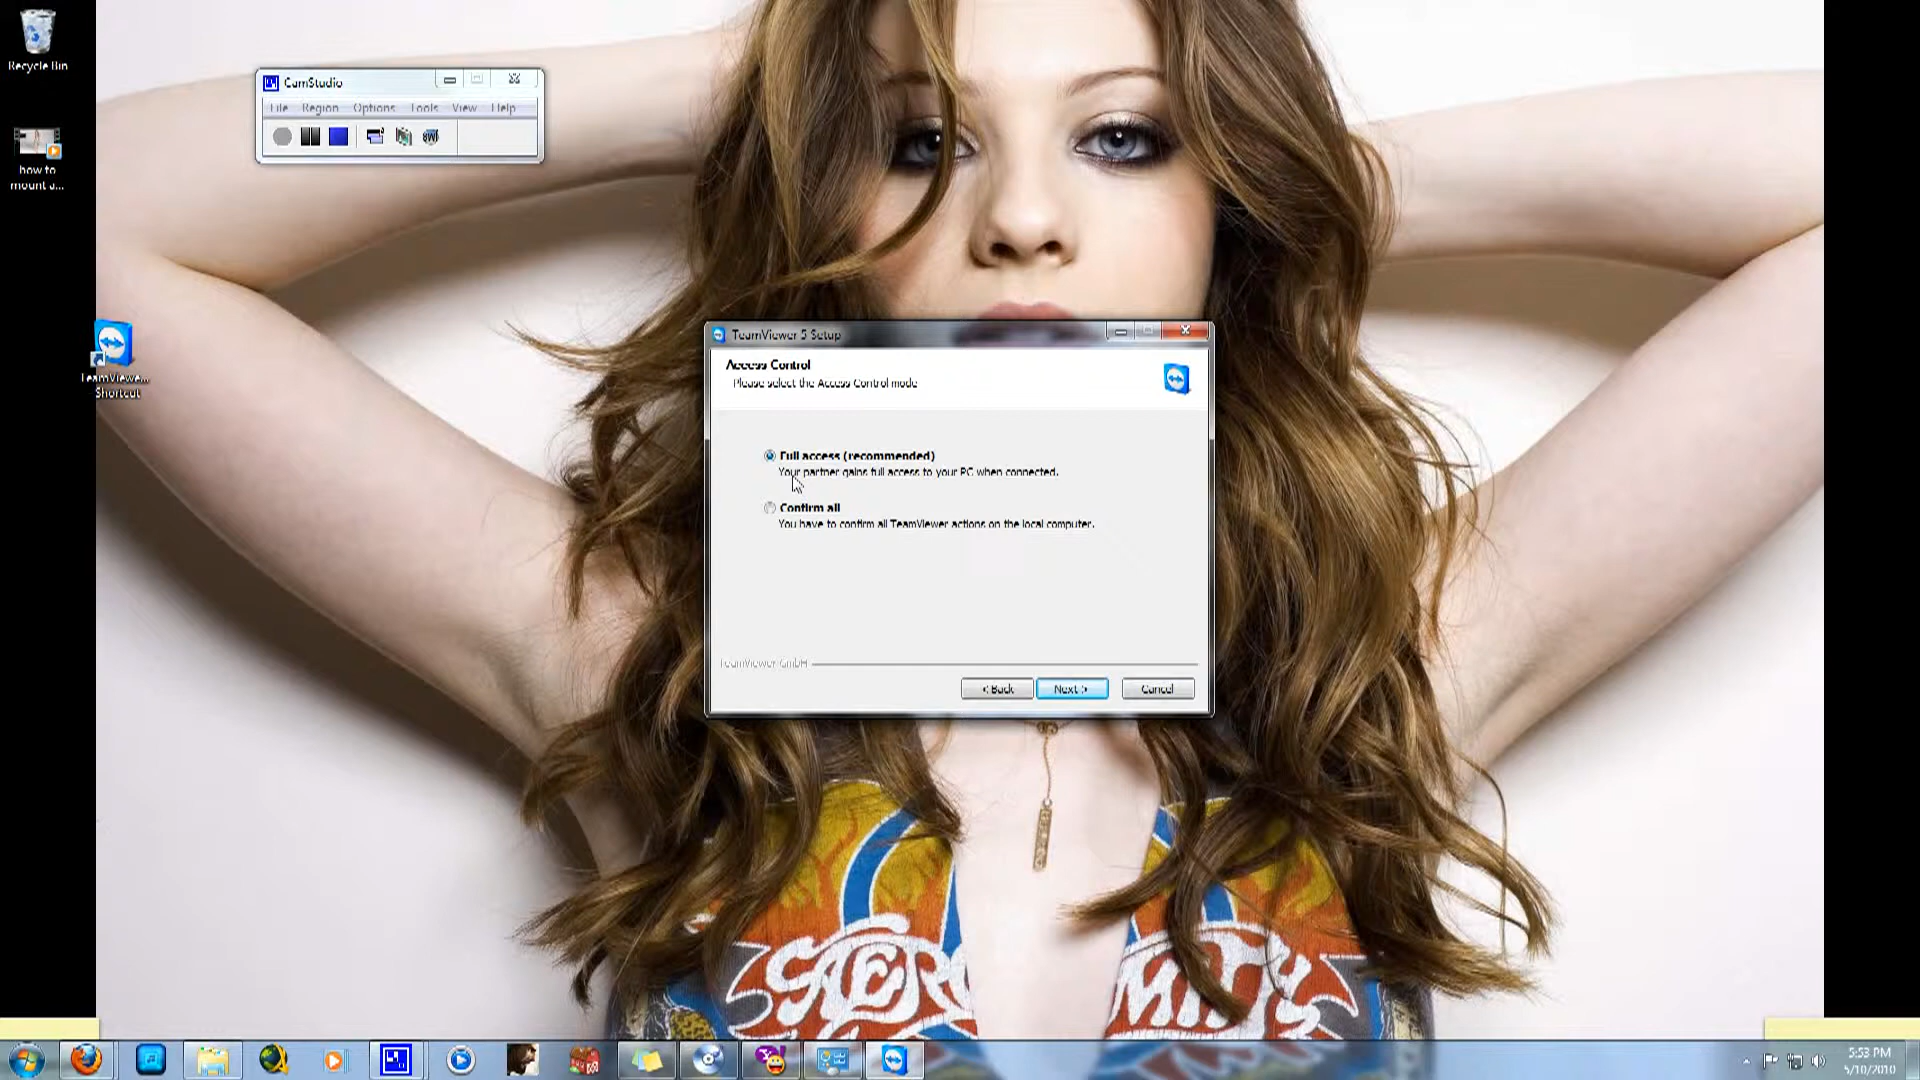 Recycle Bin
CamStudio
File Region Options Tools View Help
how to
mount a...
TeamViewe...
Shortcut
TeamViewer 5 Setup
Access Control
Please select the Access Control mode
Full access (recommended)
Your partner gains full access to your PC when connected.
Confirm all
You have to confirm all TeamViewer actions on the local computer.
TeamViewer GmbH
< Back Next > Cancel
AEROSMITH
5:53 PM
5/10/2010